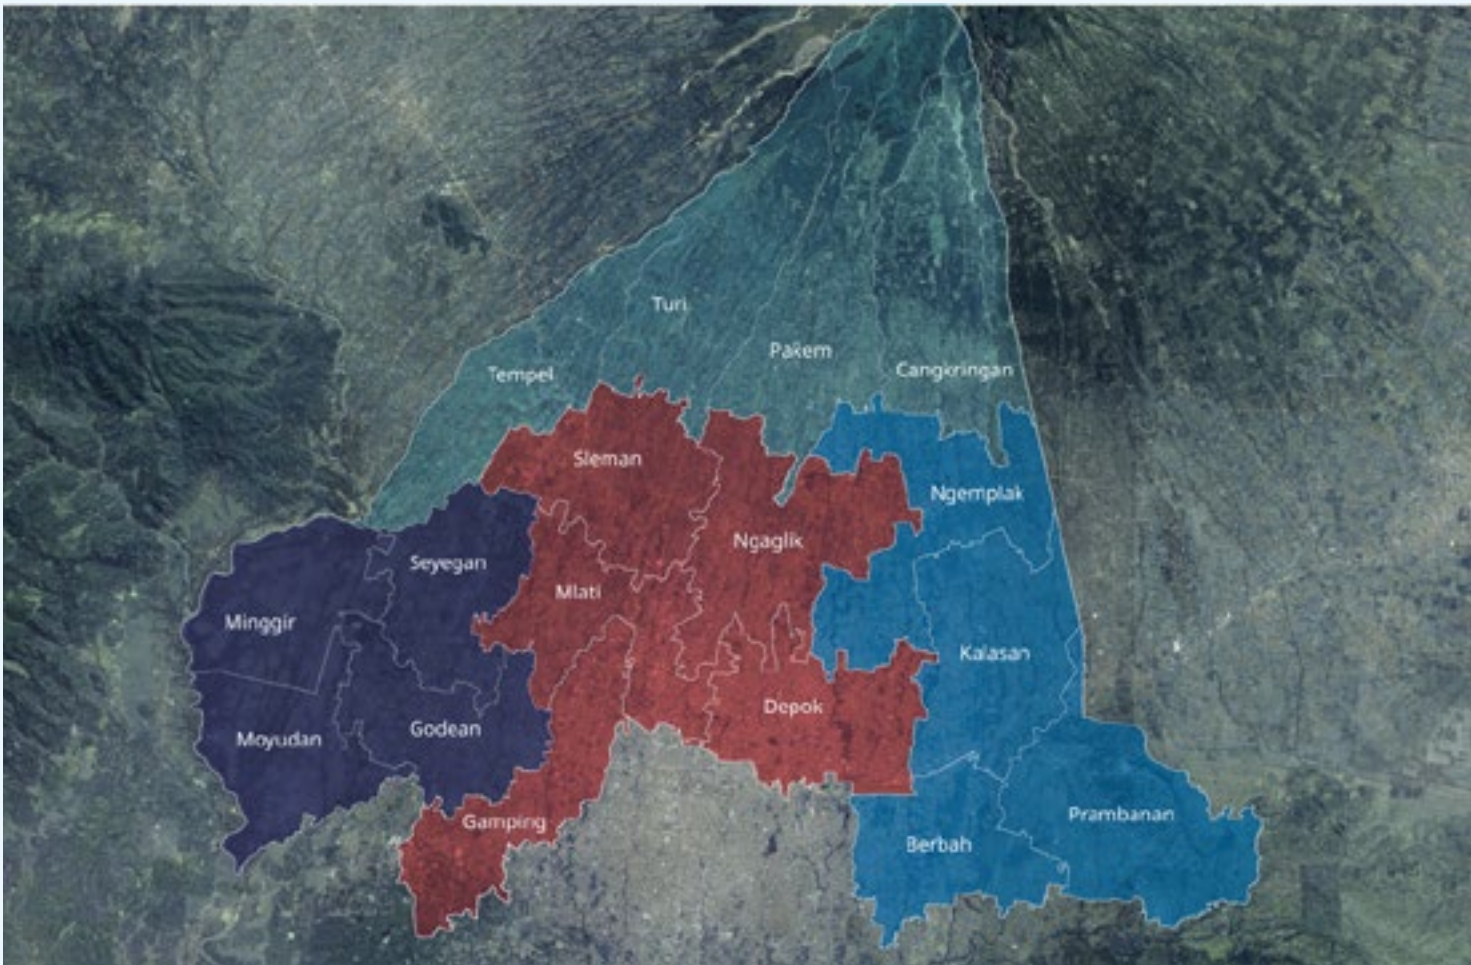 Turi
Pakem
Cangkringan
Tempel
Sleman
Ngemplak
Ngaglik
Seyegan
Mlati
Minggir
Kalasan
Depok
Godean
Moyudan
Prambanan
Gamping
Berbah